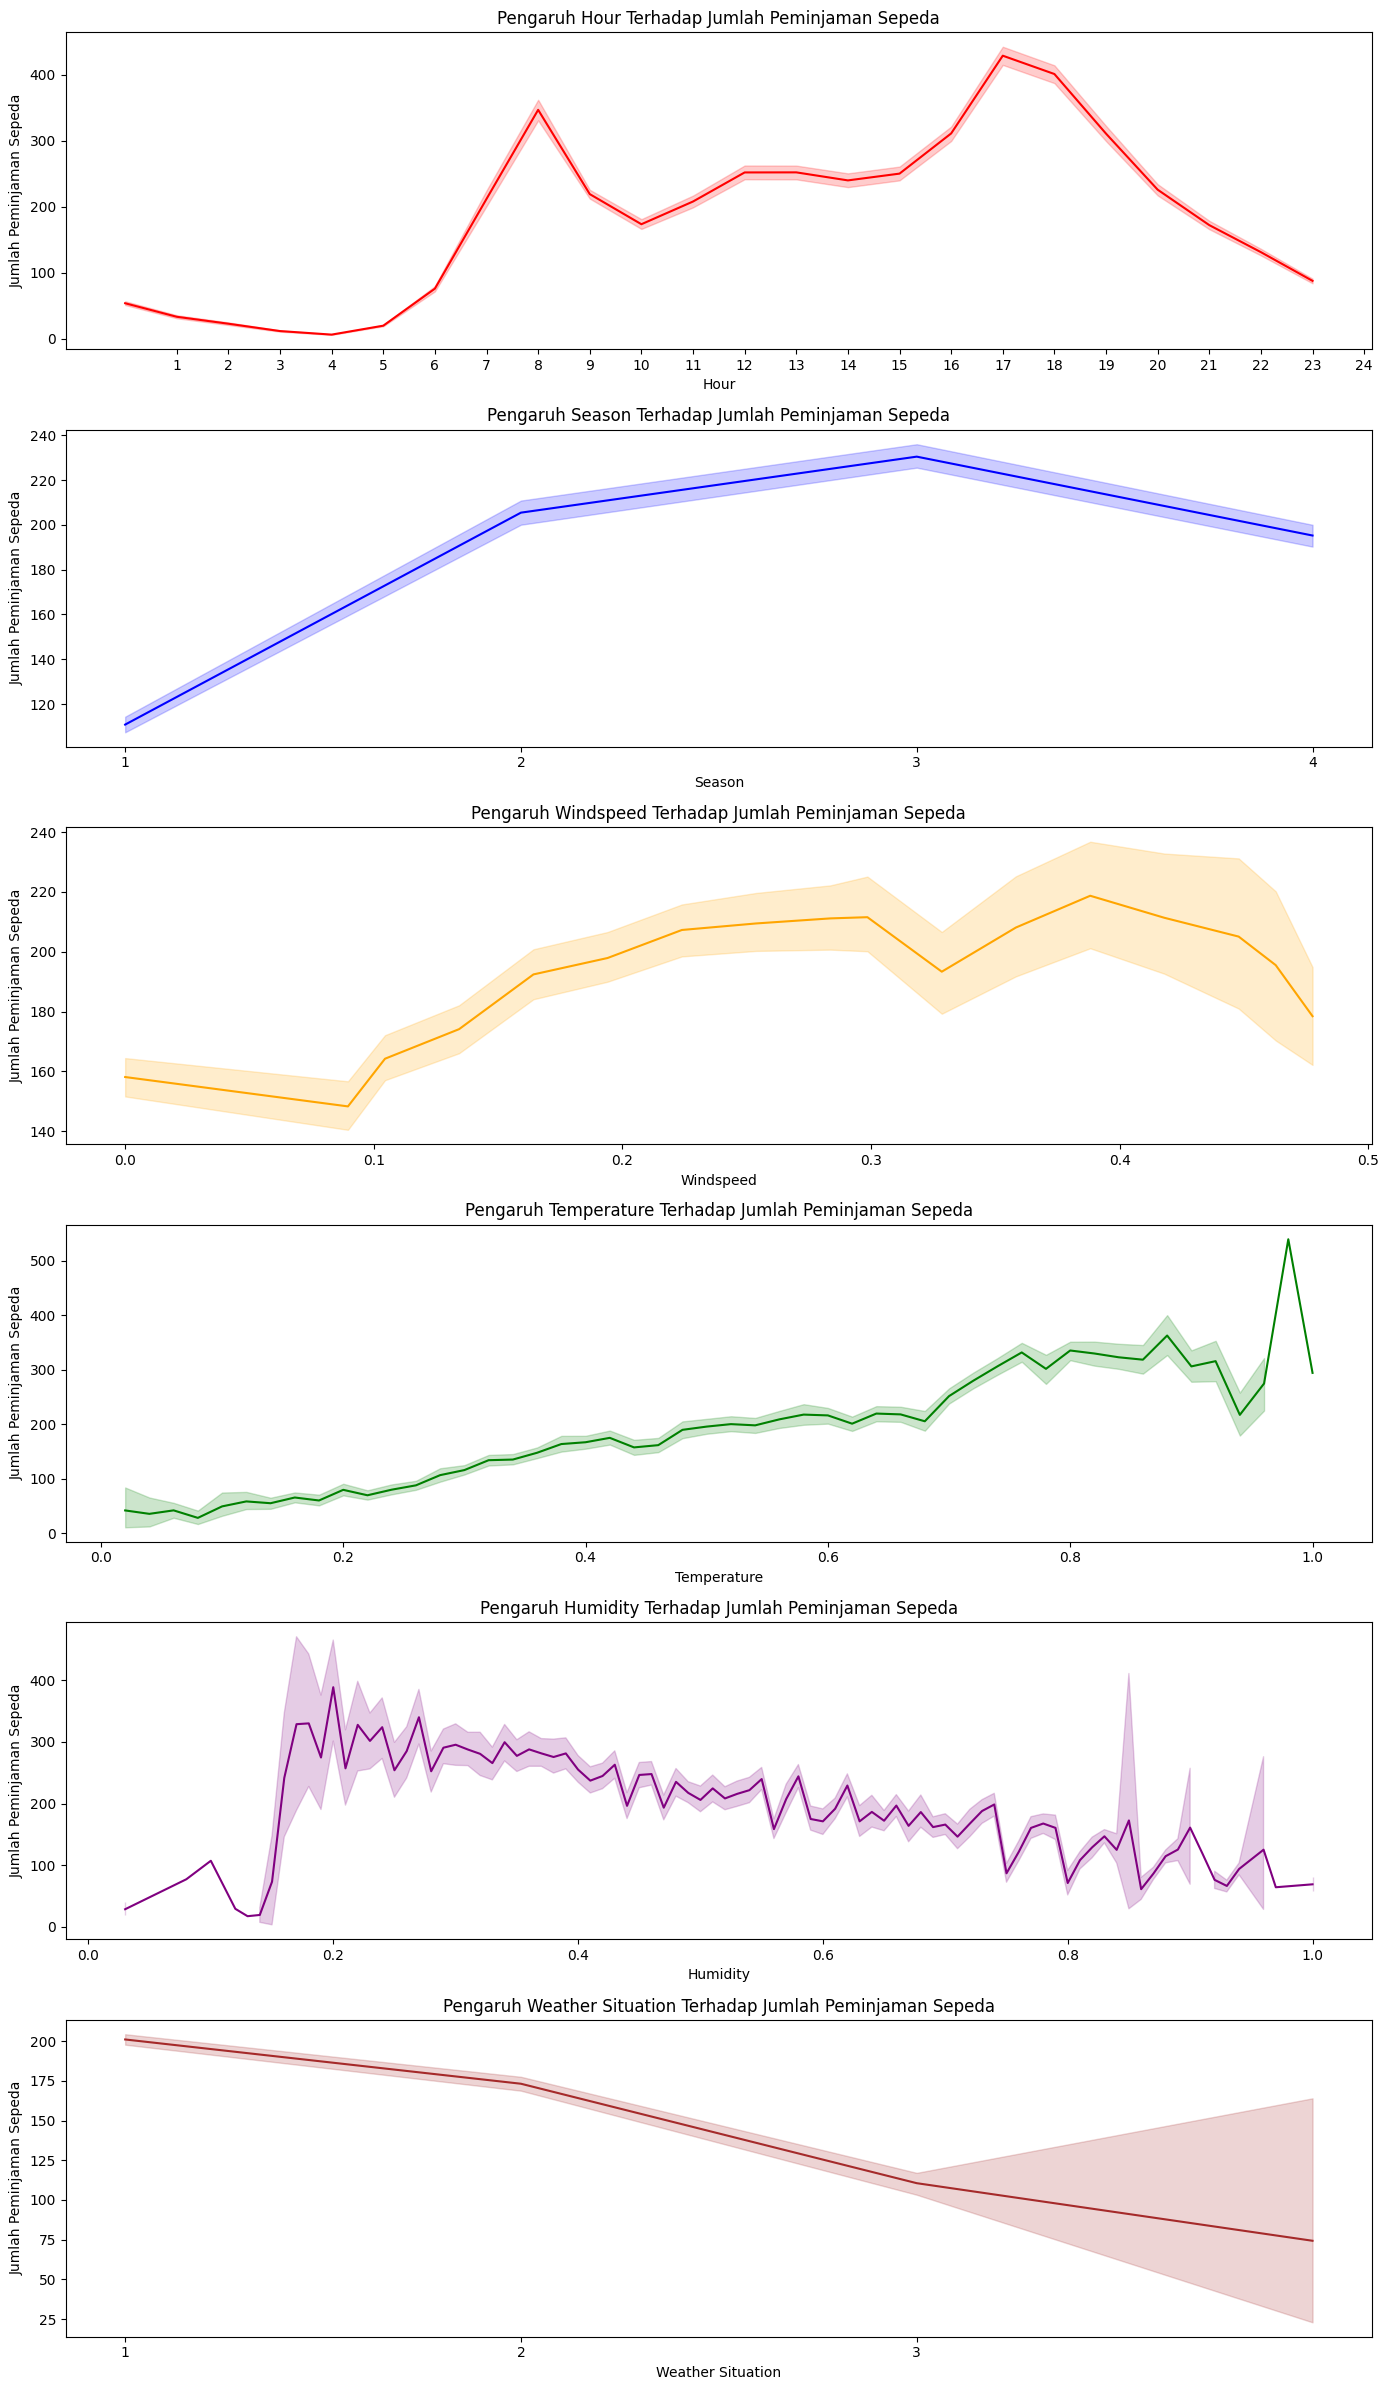 Pengaruh Hour Terhadap Jumlah Peminjaman Sepeda
Jumlah Peminjaman Sepeda
400
300
200
100
0
1 2 3 4 5 6 7 8 9 10 11 12 13 14 15 16 17 18 19 20 21 22 23 24
Hour
Pengaruh Season Terhadap Jumlah Peminjaman Sepeda
Jumlah Peminjaman Sepeda
240
220
200
180
160
140
120
1 2 3 4
Season
Pengaruh Windspeed Terhadap Jumlah Peminjaman Sepeda
Jumlah Peminjaman Sepeda
240
220
200
180
160
140
0.0 0.1 0.2 0.3 0.4 0.5
Windspeed
Pengaruh Temperature Terhadap Jumlah Peminjaman Sepeda
Jumlah Peminjaman Sepeda
500
400
300
200
100
0
0.0 0.2 0.4 0.6 0.8 1.0
Temperature
Pengaruh Humidity Terhadap Jumlah Peminjaman Sepeda
Jumlah Peminjaman Sepeda
400
300
200
100
0
0.0 0.2 0.4 0.6 0.8 1.0
Humidity
Pengaruh Weather Situation Terhadap Jumlah Peminjaman Sepeda
Jumlah Peminjaman Sepeda
200
175
150
125
100
75
50
25
1 2 3
Weather Situation